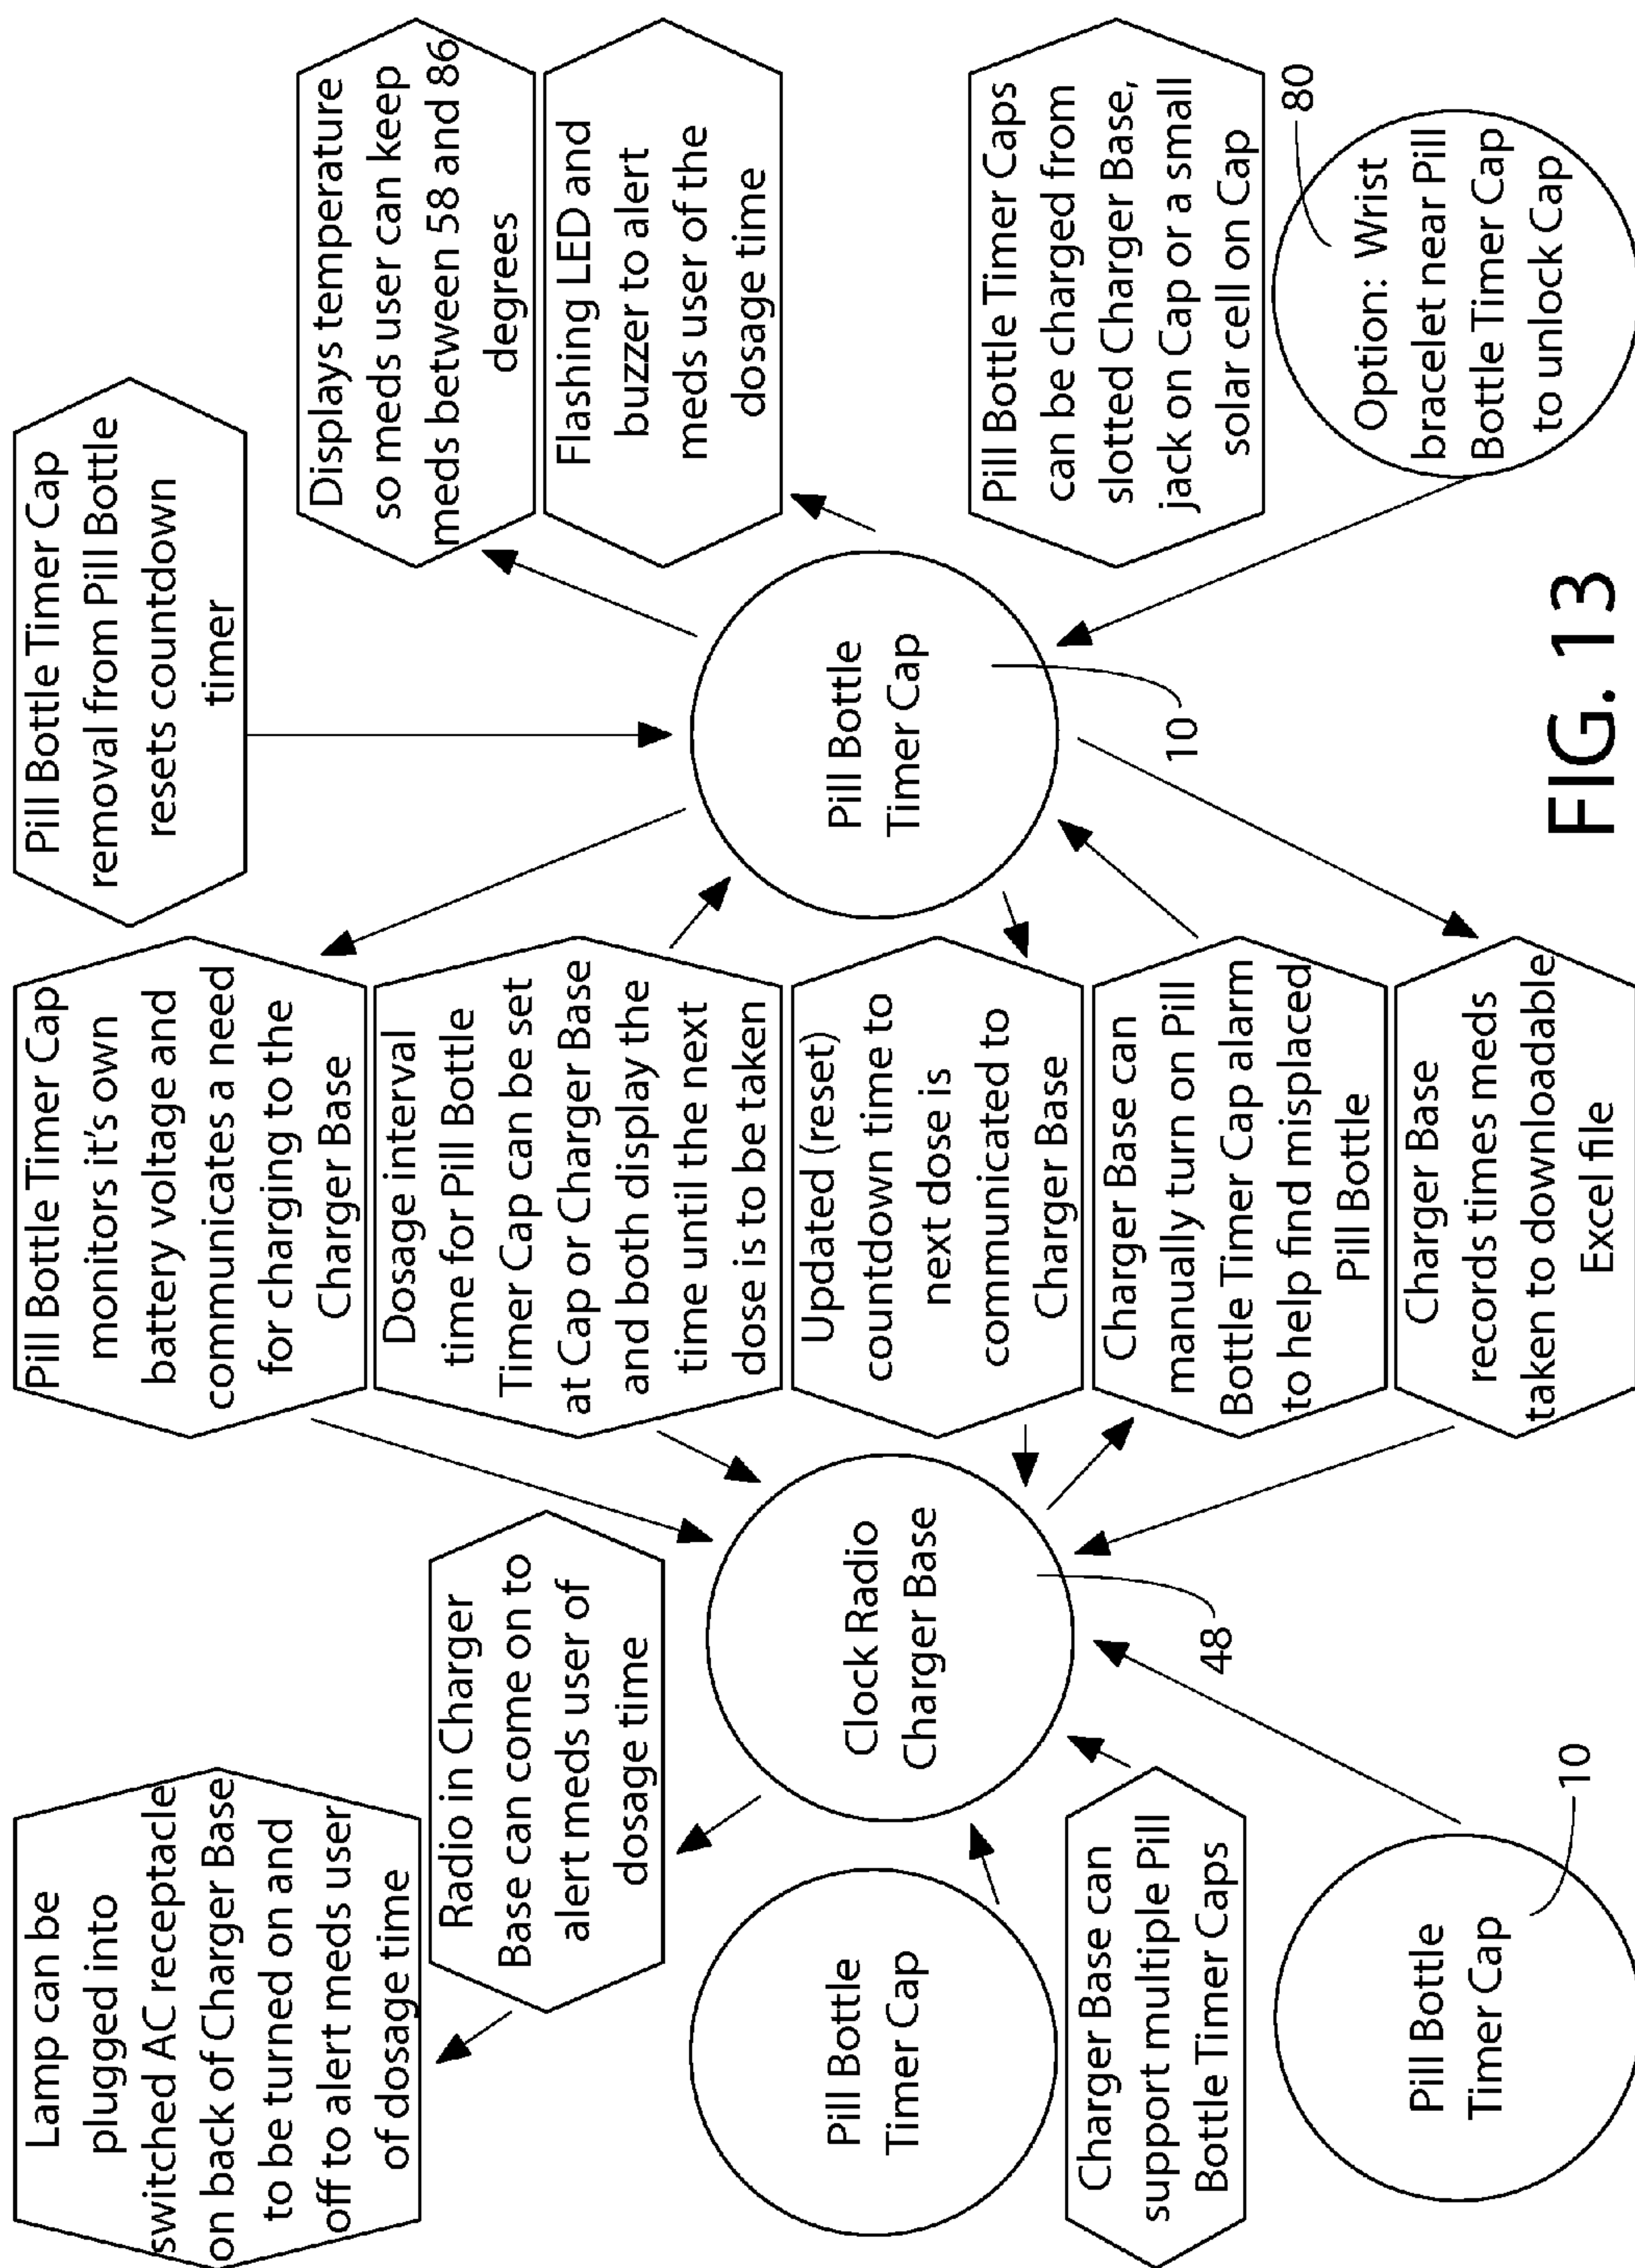 Lamp can be
plugged into
switched AC receptacle
on back of Charger Base
to be turned on and
off to alert meds user
of dosage time
Radio in Charger
Base can come on to
alert meds user of
dosage time
Pill Bottle
Timer Cap
Clock Radio
Charger Base
48
Charger Base can
support multiple Pill
Bottle Timer Caps
Pill Bottle
Timer Cap
10
Pill Bottle Timer Cap
monitors it's own
battery voltage and
communicates a need
for charging to the
Charger Base
Dosage interval
time for Pill Bottle
Timer Cap can be set
at Cap or Charger Base
and both display the
time until the next
dose is to be taken
Updated (reset)
countdown time to
next dose is
communicated to
Charger Base
Charger Base can
manually turn on Pill
Bottle Timer Cap alarm
to help find misplaced
Pill Bottle
Charger Base
records times meds
taken to downloadable
Excel file
Pill Bottle Timer Cap
removal from Pill Bottle
resets countdown
timer
Pill Bottle
Timer Cap
10
Displays temperature
so meds user can keep
meds between 58 and 86
degrees
Flashing LED and
buzzer to alert
meds user of the
dosage time
Pill Bottle Timer Caps
can be charged from
slotted Charger Base,
jack on Cap or a small
solar cell on Cap
80
Option: Wrist
bracelet near Pill
Bottle Timer Cap
to unlock Cap
FIG. 13